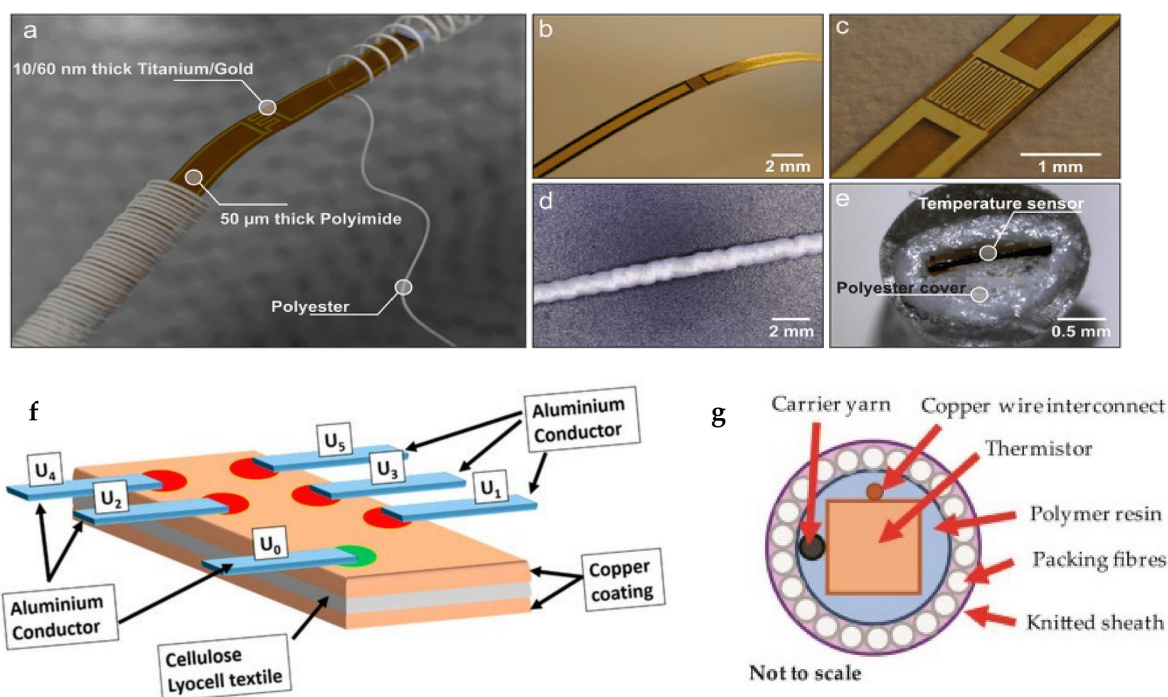 a
10/60 nm thick Titanium/Gold
50 µm thick Polyimide
Polyester
b
2 mm
c
1 mm
d
2 mm
e
Temperature sensor
Polyester cover
0.5 mm
f
U4
U5
U3
U2
U1
U0
Aluminium
Conductor
Aluminium
Conductor
Copper
coating
Cellulose
Lyocell textile
g
Carrier yarn
Copper wire interconnect
Thermistor
Polymer resin
Packing fibres
Knitted sheath
Not to scale